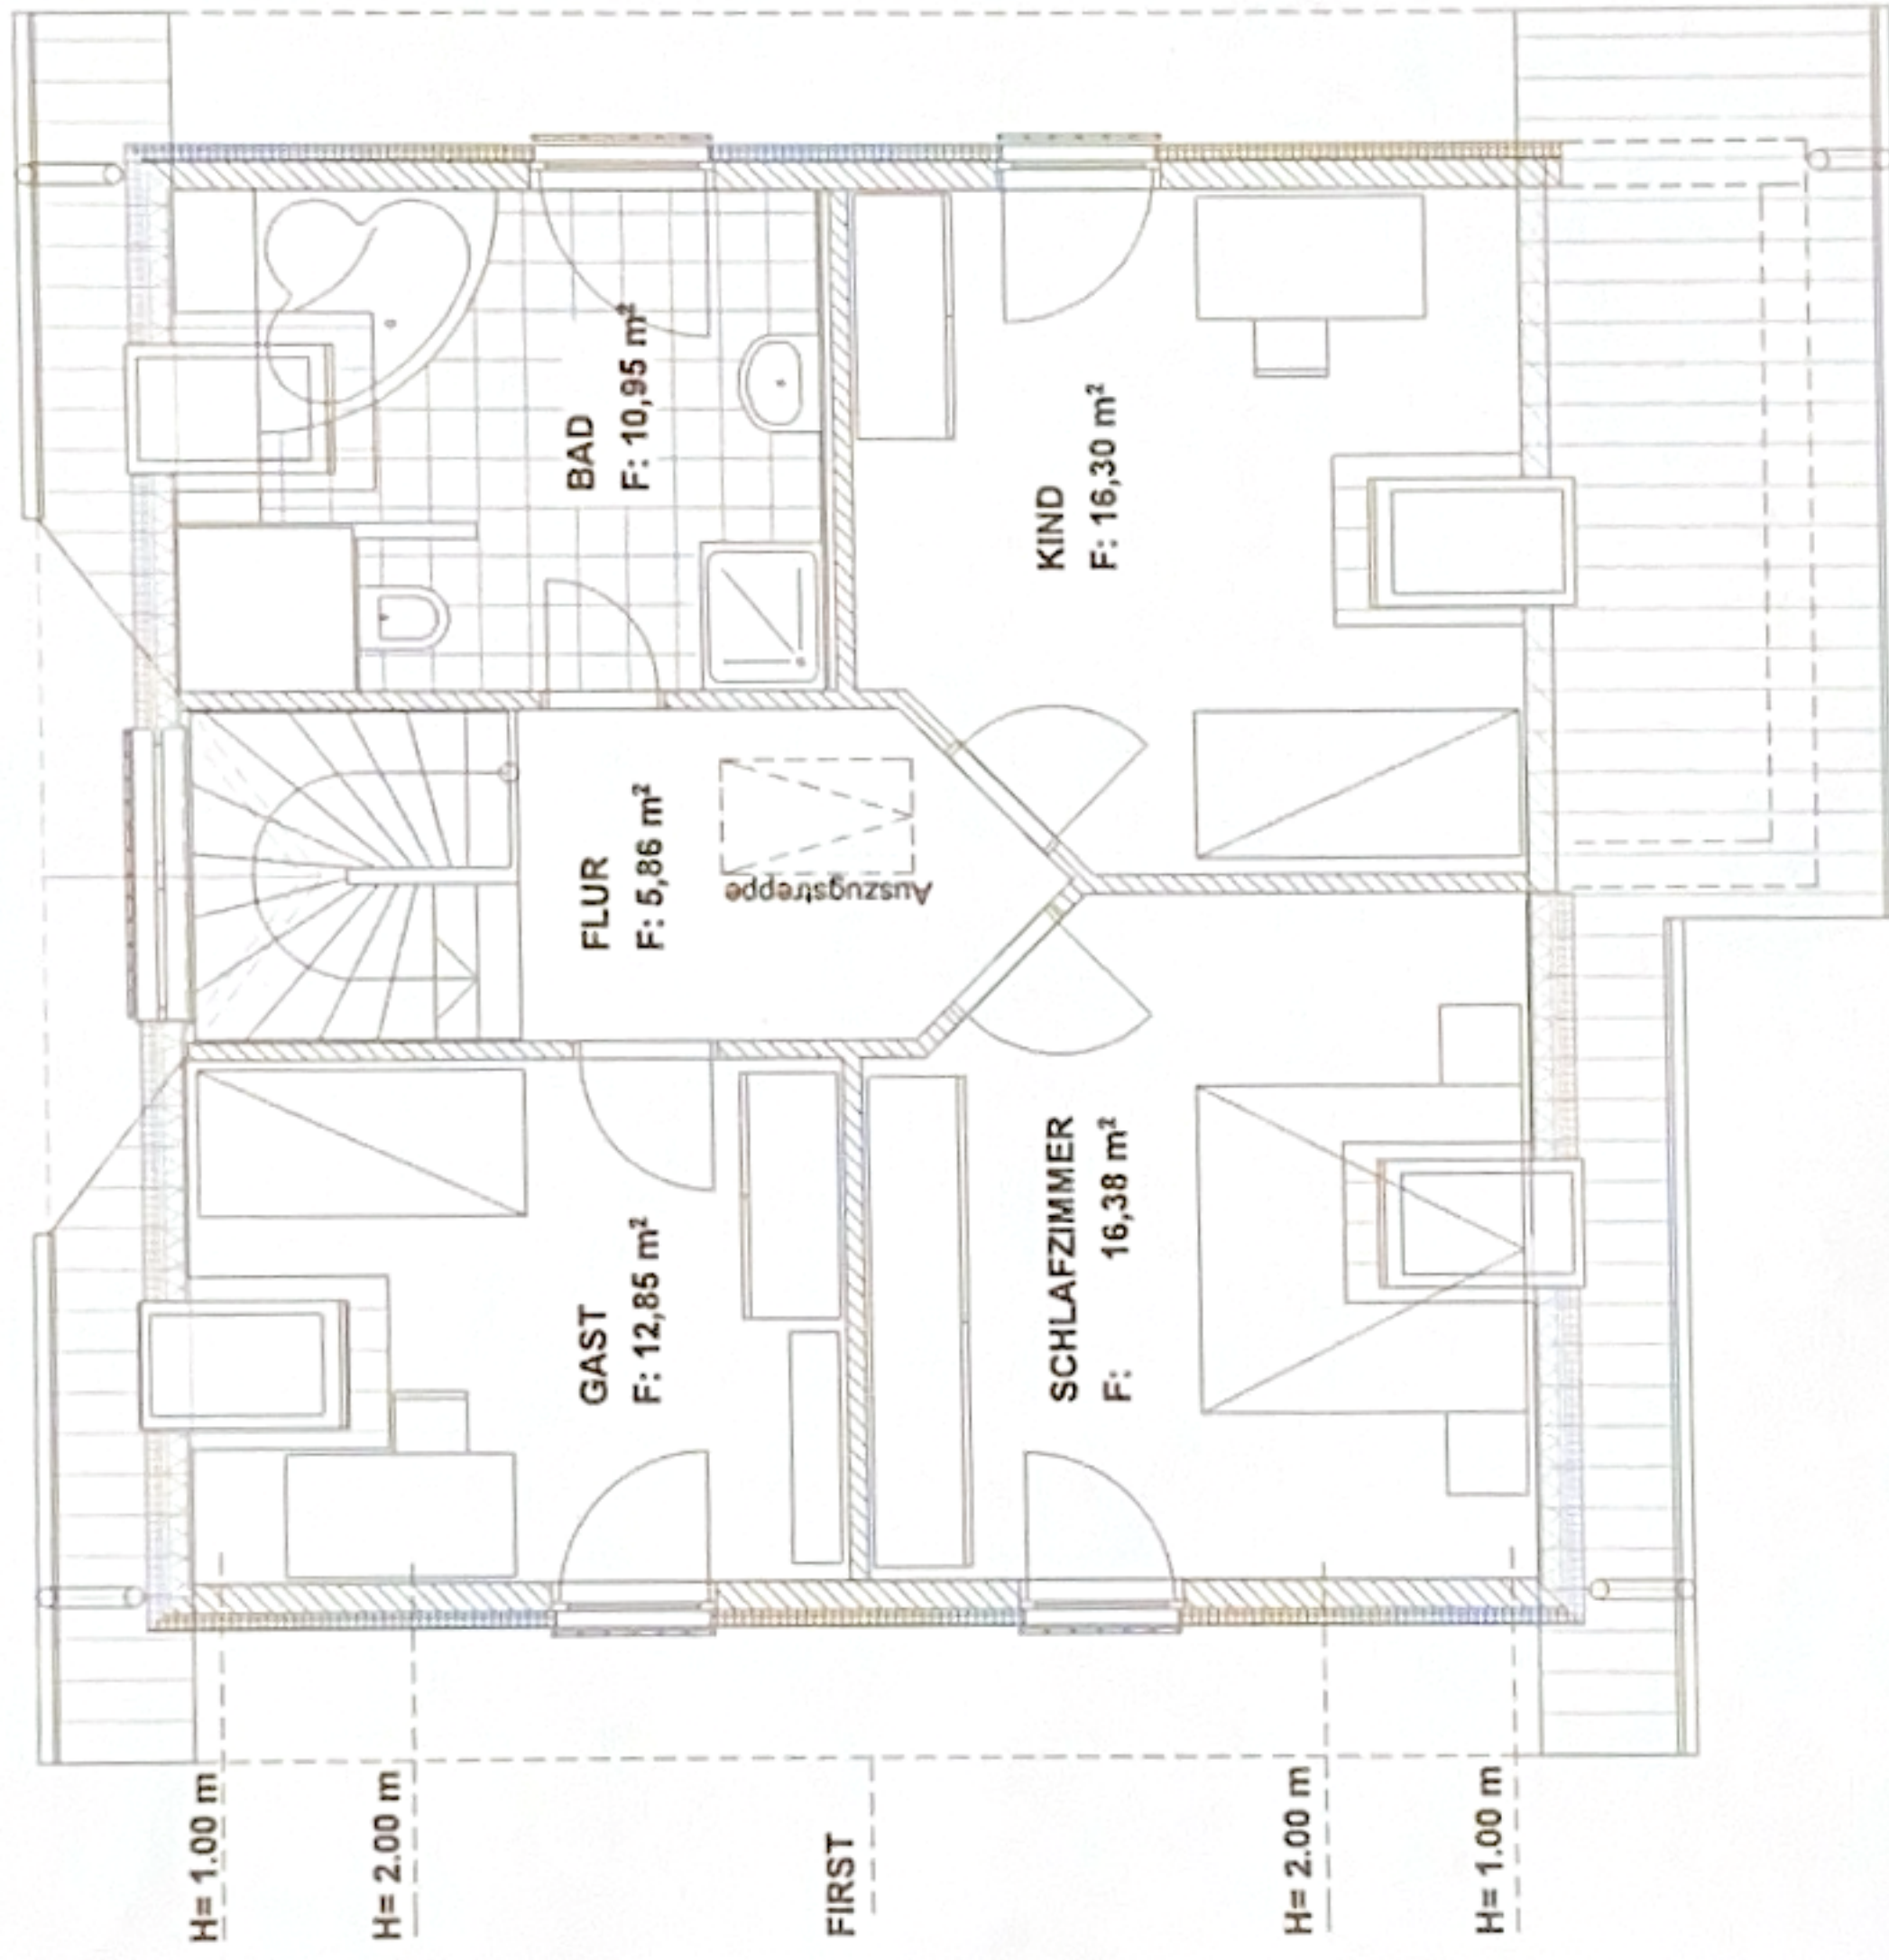 GAST
F: 12,85 m²
FLUR
F: 5,86 m²
Auszugstreppe
BAD
F: 10,95 m²
SCHLAFZIMMER
F: 16,38 m²
KIND
F: 16,30 m²
H= 1.00 m
H= 2.00 m
FIRST
H= 2.00 m
H= 1.00 m